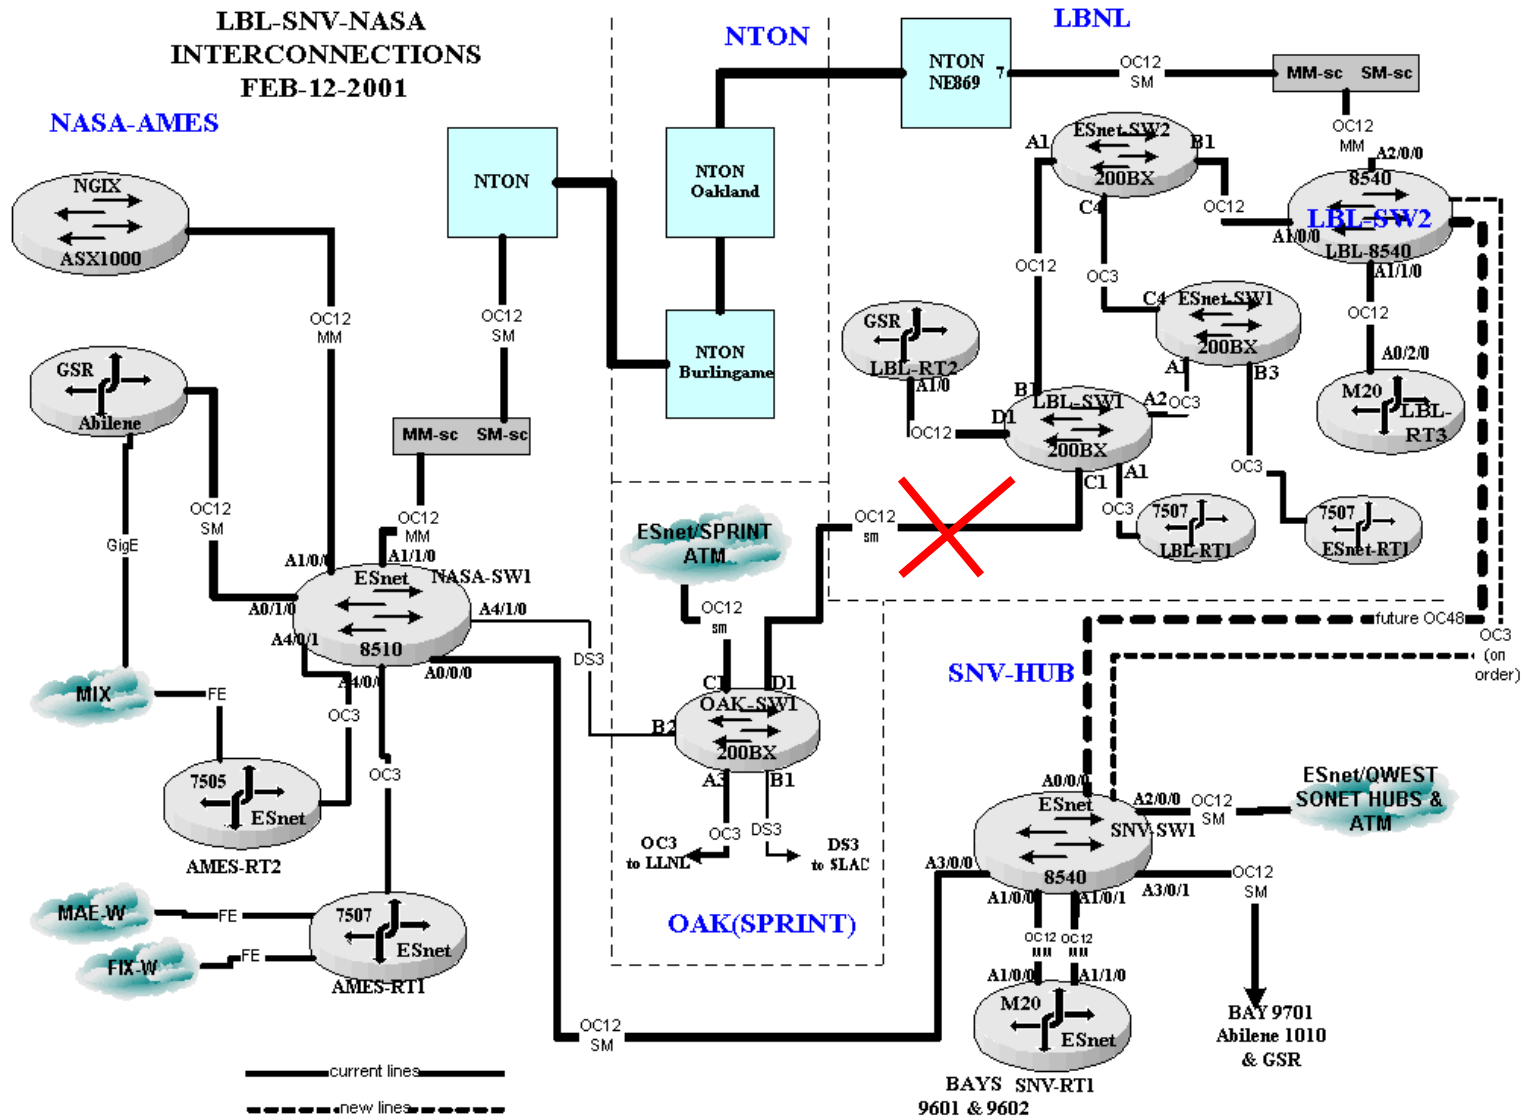 LBL-SNV-NASA
INTERCONNECTIONS
FEB-12-2001
NASA-AMES
NTON
LBNL
NGIX
ASX1000
OC12
MM
GSR
Abilene
OC12
SM
GigE
NTON
OC12
SM
MM-sc SM-sc
OC12
MM
NTON
Oakland
NTON
Burlingame
NTON
NE869
7
OC12
SM
MM-sc SM-sc
OC12
MM
A2/0/0
ESnet-SW2
200BX
A1
B1
C4
OC12
8540
LBL-SW2
LBL-8540
A1/0/0
A1/1/0
OC12
OC3
OC12
C4
ESnet-SW1
200BX
A1
B3
OC3
GSR
LBL-RT2
A1/0
OC12
B1
LBL-SW1
200BX
D1
A2
C1
A1
OC3
OC3
A0/2/0
M20
LBL-
RT3
7507
LBL-RT1
7507
ESnet-RT1
OC12
sm
ESnet/SPRINT
ATM
OC12
sm
A1/0/0
A1/1/0
ESnet
NASA-SW1
8510
A0/1/0
A4/0/1
A4/0/0
A0/0/0
A4/1/0
DS3
MIX
FE
OC3
OC3
7505
ESnet
AMES-RT2
MAE-W
FE
FIX-W
FE
7507
ESnet
AMES-RT1
C1
D1
OAK-SW1
200BX
B2
A3
B1
OC3
DS3
OC3
to LLNL
DS3
to SLAC
OAK(SPRINT)
SNV-HUB
future OC48
OC3
(on
order)
A0/0/0
ESnet
SNV-SW1
8540
A2/0/0
OC12
SM
ESnet/QWEST
SONET HUBS &
ATM
A3/0/0
A3/0/1
OC12
SM
A1/0/0
A1/0/1
OC12
MM
OC12
MM
A1/0/0
A1/1/0
M20
ESnet
SNV-RT1
BAYS
9601 & 9602
BAY 9701
Abilene 1010
& GSR
OC12
SM
current lines
new lines